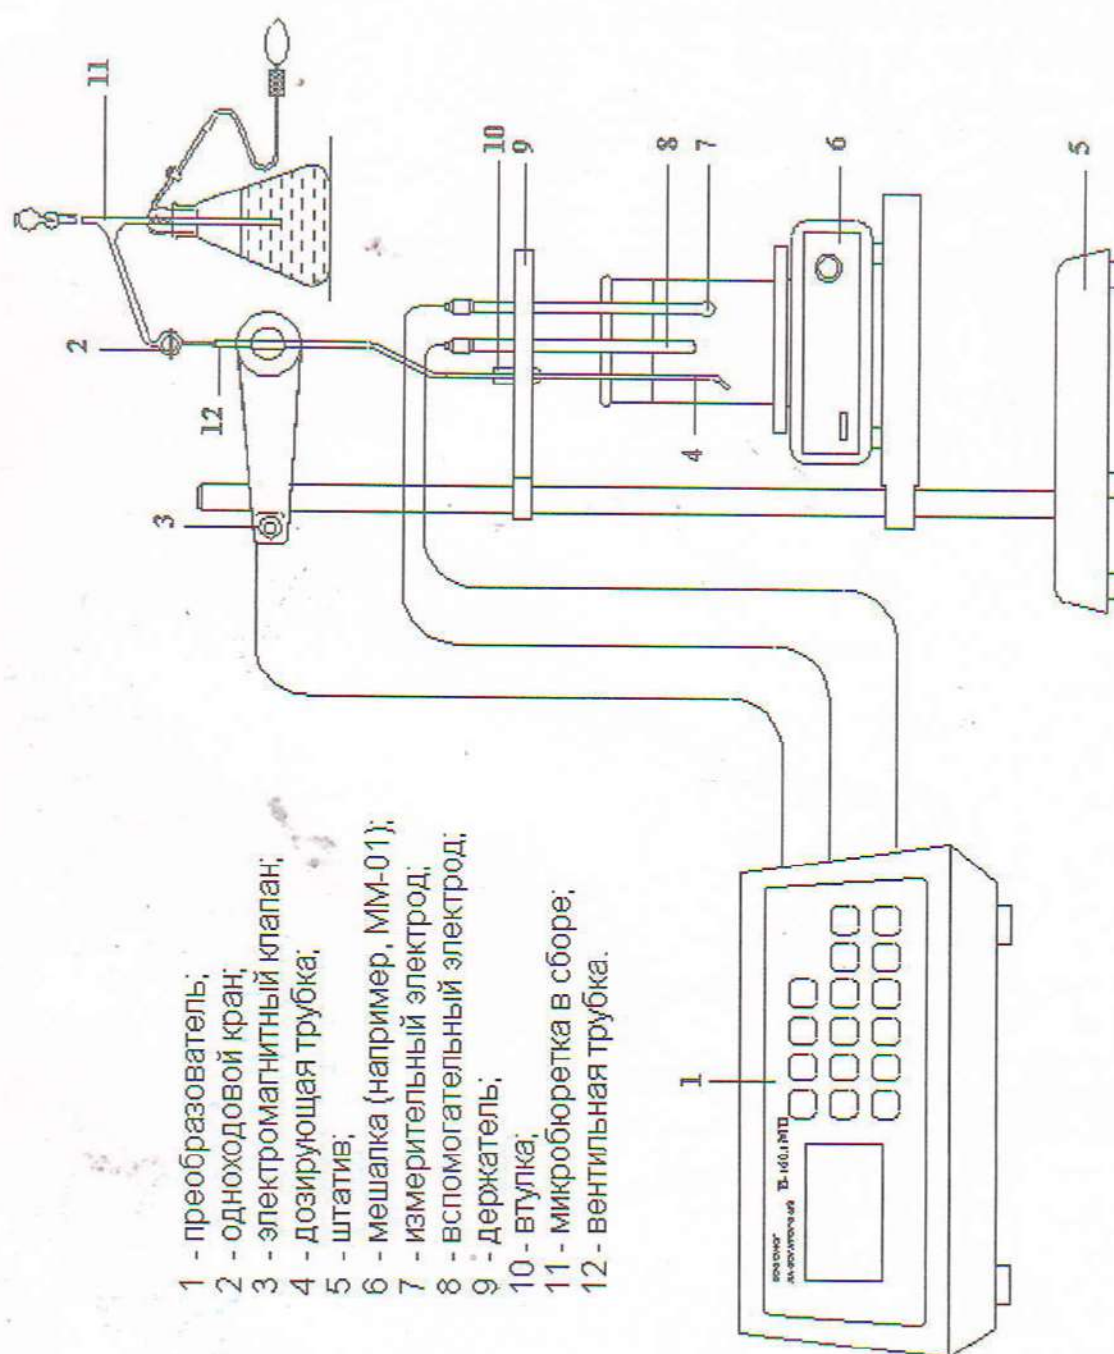 1 - преобразователь;
2 - одноходовой кран;
3 - электромагнитный клапан;
4 - дозирующая трубка;
5 - штатив;
6 - мешалка (например, ММ-01);
7 - измерительный электрод;
8 - вспомогательный электрод;
9 - держатель;
10 - втулка;
11 - микробюретка в сборе;
12 - вентильная трубка.
1
3
12
2
11
4
10
9
8
7
6
5